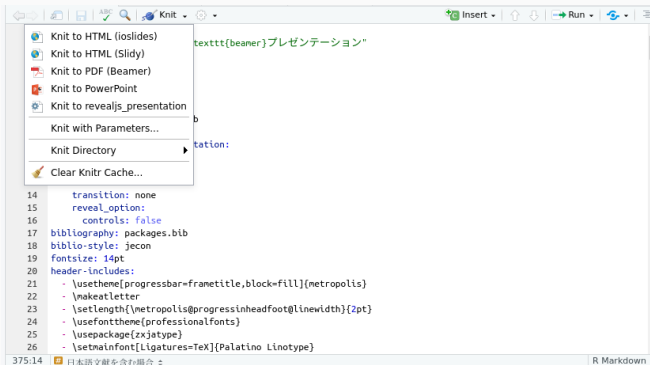 Knit
Insert
Run
Knit to HTML (ioslides)
Knit to HTML (Slidy)
Knit to PDF (Beamer)
Knit to PowerPoint
Knit to revealjs_presentation
Knit with Parameters...
Knit Directory
Clear Knitr Cache...
texttt{beamer}プレゼンテーション"
b
tation:
14 transition: none
15 reveal_option:
16 controls: false
17 bibliography: packages.bib
18 biblio-style: jecon
19 fontsize: 14pt
20 header-includes:
21 - \usetheme[progressbar=frametitle,block=fill]{metropolis}
22 - \makeatletter
23 - \setlength{\metropolis@progressinheadfoot@linewidth}{2pt}
24 - \usefonttheme{professionalfonts}
25 - \usepackage{zxjatype}
26 - \setmainfont[Ligatures=TeX]{Palatino Linotype}
375:14 # 日本語文献を含む場合 R Markdown